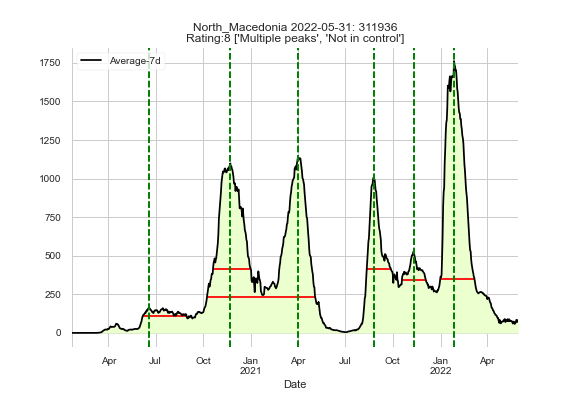 North_Macedonia 2022-05-31: 311936
Rating:8 ['Multiple peaks', 'Not in control']
Average-7d
1750
1500
1250
1000
750
500
250
0
Apr Jul Oct Jan Apr Jul Oct Jan Apr
2021 2022
Date